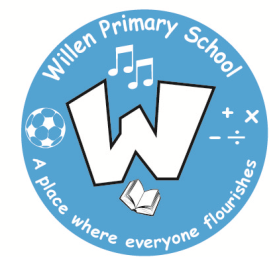 Willen Primary School
W
+ x
- ÷
A place where everyone flourishes